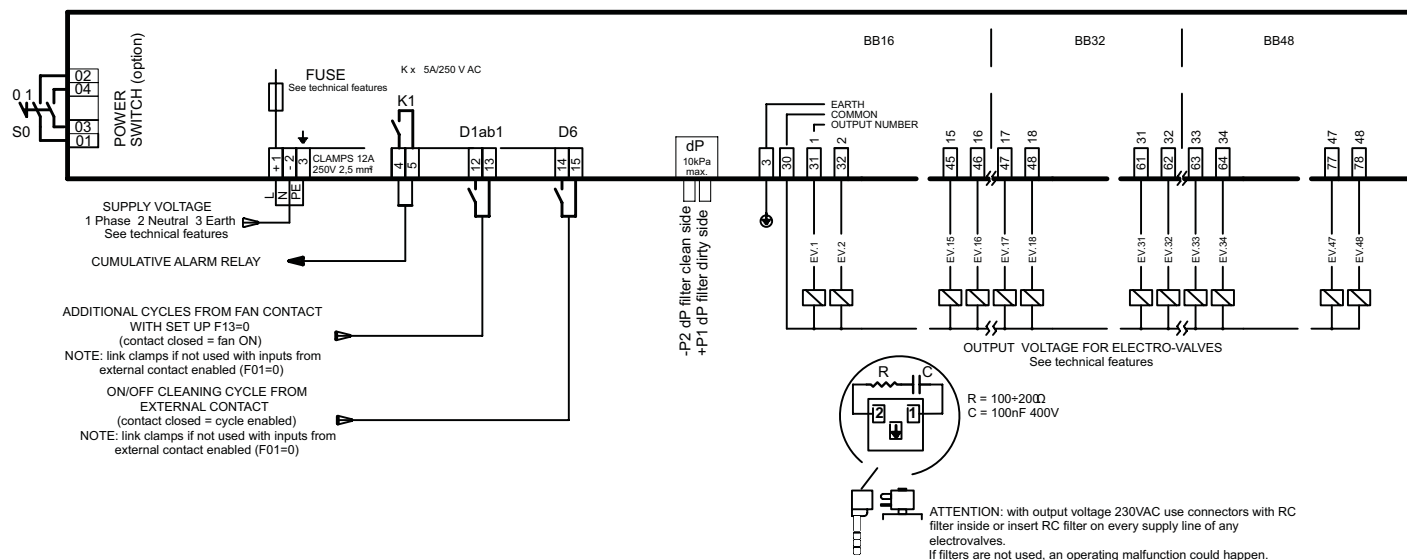 BB16
BB32
BB48
02
04
03
01
0 1
S0
POWER
SWITCH (option)
FUSE
See technical features
K x 5A/250 V AC
K1
D1ab1
D6
+ 1
- 2
3
CLAMPS 12A
250V 2,5 mm²
4
5
12
13
14
15
dP
10kPa
max.
EARTH
COMMON
OUTPUT NUMBER
3
30
31
32
1
2
45
46
47
48
15
16
17
18
61
62
63
64
31
32
33
34
77
78
47
48
L
N
PE
SUPPLY VOLTAGE
1 Phase 2 Neutral 3 Earth
See technical features
CUMULATIVE ALARM RELAY
ADDITIONAL CYCLES FROM FAN CONTACT
WITH SET UP F13=0
(contact closed = fan ON)
NOTE: link clamps if not used with inputs from
external contact enabled (F01=0)
ON/OFF CLEANING CYCLE FROM
EXTERNAL CONTACT
(contact closed = cycle enabled)
NOTE: link clamps if not used with inputs from
external contact enabled (F01=0)
-P2 dP filter clean side
+P1 dP filter dirty side
EV.1
EV.2
EV.15
EV.16
EV.17
EV.18
EV.31
EV.32
EV.33
EV.34
EV.47
EV.48
OUTPUT VOLTAGE FOR ELECTRO-VALVES
See technical features
R
C
2
1
R = 100÷200Ω
C = 100nF 400V
ATTENTION: with output voltage 230VAC use connectors with RC
filter inside or insert RC filter on every supply line of any
electrovalves.
If filters are not used, an operating malfunction could happen.